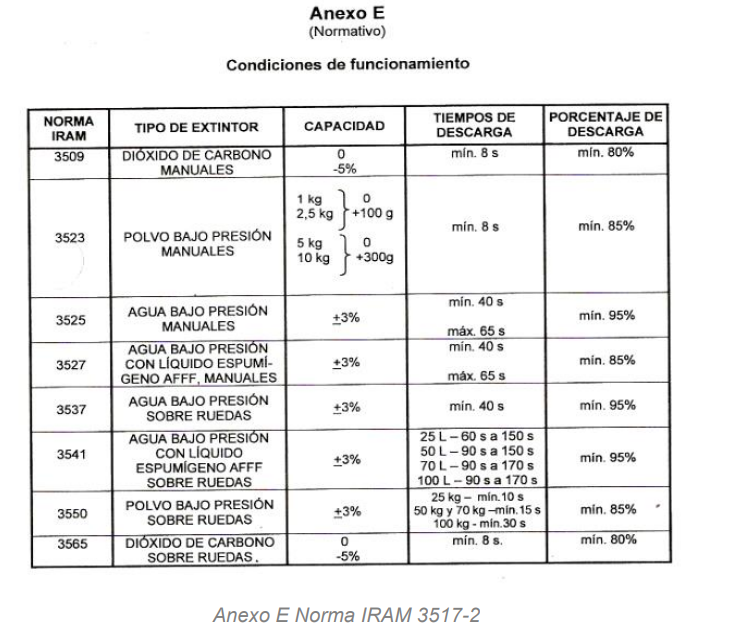 Anexo E
(Normativo)
Condiciones de funcionamiento
NORMA IRAM | TIPO DE EXTINTOR | CAPACIDAD | TIEMPOS DE DESCARGA | PORCENTAJE DE DESCARGA
3509 | DIÓXIDO DE CARBONO MANUALES | 0 -5% | mín. 8 s | mín. 80%
3523 | POLVO BAJO PRESIÓN MANUALES | 1 kg 2,5 kg } 0 +100 g 5 kg 10 kg } 0 +300g | mín. 8 s | mín. 85%
3525 | AGUA BAJO PRESIÓN MANUALES | ±3% | mín. 40 s máx. 65 s | mín. 95%
3527 | AGUA BAJO PRESIÓN CON LÍQUIDO ESPUMÍ-GENO AFFF, MANUALES | ±3% | mín. 40 s máx. 65 s | mín. 85%
3537 | AGUA BAJO PRESIÓN SOBRE RUEDAS | ±3% | mín. 40 s | mín. 95%
3541 | AGUA BAJO PRESIÓN CON LÍQUIDO ESPUMÍGENO AFFF SOBRE RUEDAS | ±3% | 25 L – 60 s a 150 s 50 L – 90 s a 150 s 70 L – 90 s a 170 s 100 L – 90 s a 170 s | mín. 95%
3550 | POLVO BAJO PRESIÓN SOBRE RUEDAS | ±3% | 25 kg – mín.10 s 50 kg y 70 kg –mín.15 s 100 kg - mín.30 s | mín. 85%
3565 | DIÓXIDO DE CARBONO SOBRE RUEDAS. | 0 -5% | mín. 8 s. | mín. 80%
Anexo E Norma IRAM 3517-2